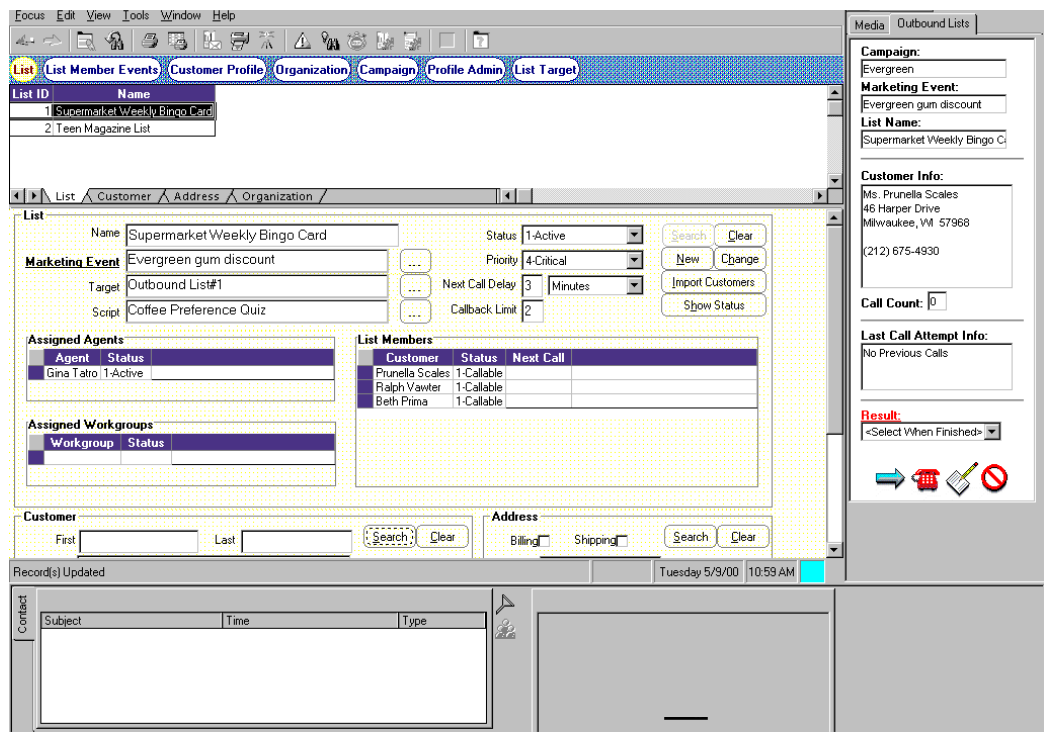 Focus Edit View Tools Window Help
List List Member Events Customer Profile Organization Campaign Profile Admin List Target
List ID Name
1 Supermarket Weekly Bingo Card
2 Teen Magazine List
List Customer Address Organization
List
Name Supermarket Weekly Bingo Card
Status 1-Active
Search Clear
Marketing Event Evergreen gum discount ...
Priority 4-Critical
New Change
Target Outbound List#1 ...
Next Call Delay 3 Minutes
Import Customers
Script Coffee Preference Quiz ...
Callback Limit 2
Show Status
Assigned Agents
Agent Status
Gina Tatro 1-Active
List Members
Customer Status Next Call
Prunella Scales 1-Callable
Ralph Vawter 1-Callable
Beth Prima 1-Callable
Assigned Workgroups
Workgroup Status
Customer
First Last Search Clear
Address
Billing Shipping Search Clear
Record(s) Updated
Tuesday 5/9/00 10:59 AM
Contact
Subject Time Type
Media Outbound Lists
Campaign:
Evergreen
Marketing Event:
Evergreen gum discount
List Name:
Supermarket Weekly Bingo C
Customer Info:
Ms. Prunella Scales
46 Harper Drive
Milwaukee, WI 57968
(212) 675-4930
Call Count: 0
Last Call Attempt Info:
No Previous Calls
Result:
<Select When Finished>